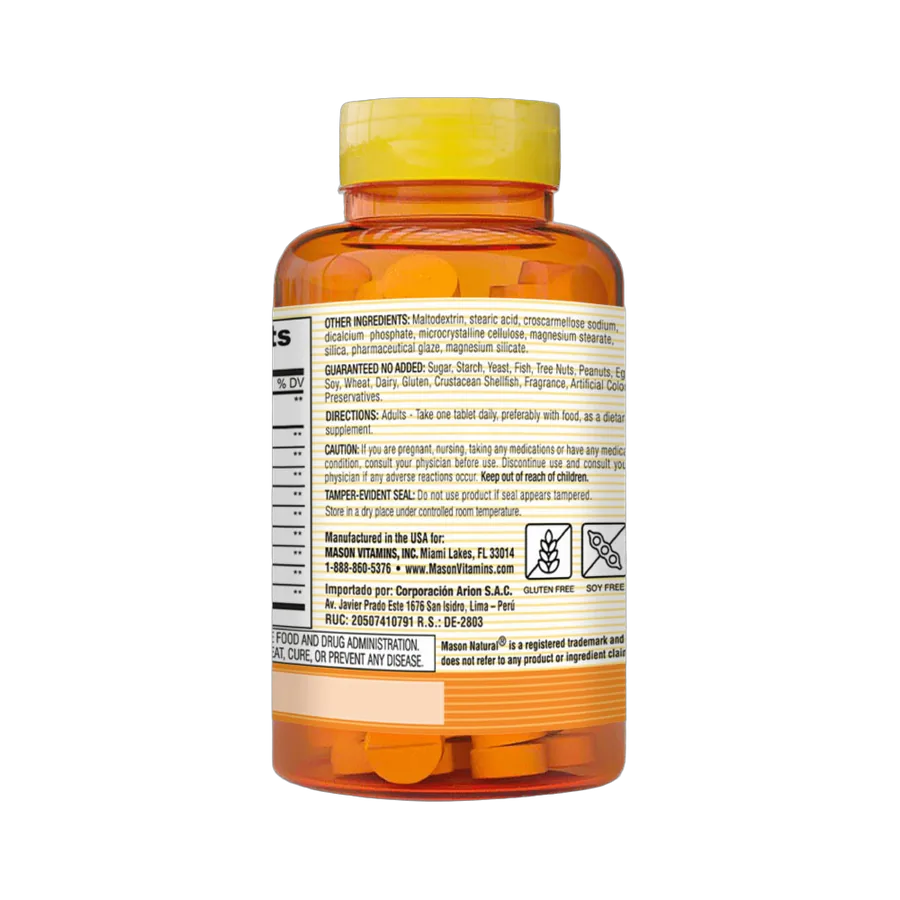 ts
% DV
**
**
**
**
**
**
**
**
**
OTHER INGREDIENTS: Maltodextrin, stearic acid, croscarmellose sodium,
dicalcium phosphate, microcrystalline cellulose, magnesium stearate,
silica, pharmaceutical glaze, magnesium silicate.
GUARANTEED NO ADDED: Sugar, Starch, Yeast, Fish, Tree Nuts, Peanuts, Eg
Soy, Wheat, Dairy, Gluten, Crustacean Shellfish, Fragrance, Artificial Colo
Preservatives.
DIRECTIONS: Adults - Take one tablet daily, preferably with food, as a dietar
supplement.
CAUTION: If you are pregnant, nursing, taking any medications or have any medica
condition, consult your physician before use. Discontinue use and consult you
physician if any adverse reactions occur. Keep out of reach of children.
TAMPER-EVIDENT SEAL: Do not use product if seal appears tampered.
Store in a dry place under controlled room temperature.
Manufactured in the USA for:
MASON VITAMINS, INC. Miami Lakes, FL 33014
1-888-860-5376 • www.MasonVitamins.com
GLUTEN FREE
SOY FREE
Importado por: Corporación Arion S.A.C.
Av. Javier Prado Este 1676 San Isidro, Lima – Perú
RUC: 20507410791 R.S.: DE-2803
E FOOD AND DRUG ADMINISTRATION.
EAT, CURE, OR PREVENT ANY DISEASE.
Mason Natural® is a registered trademark and
does not refer to any product or ingredient claim